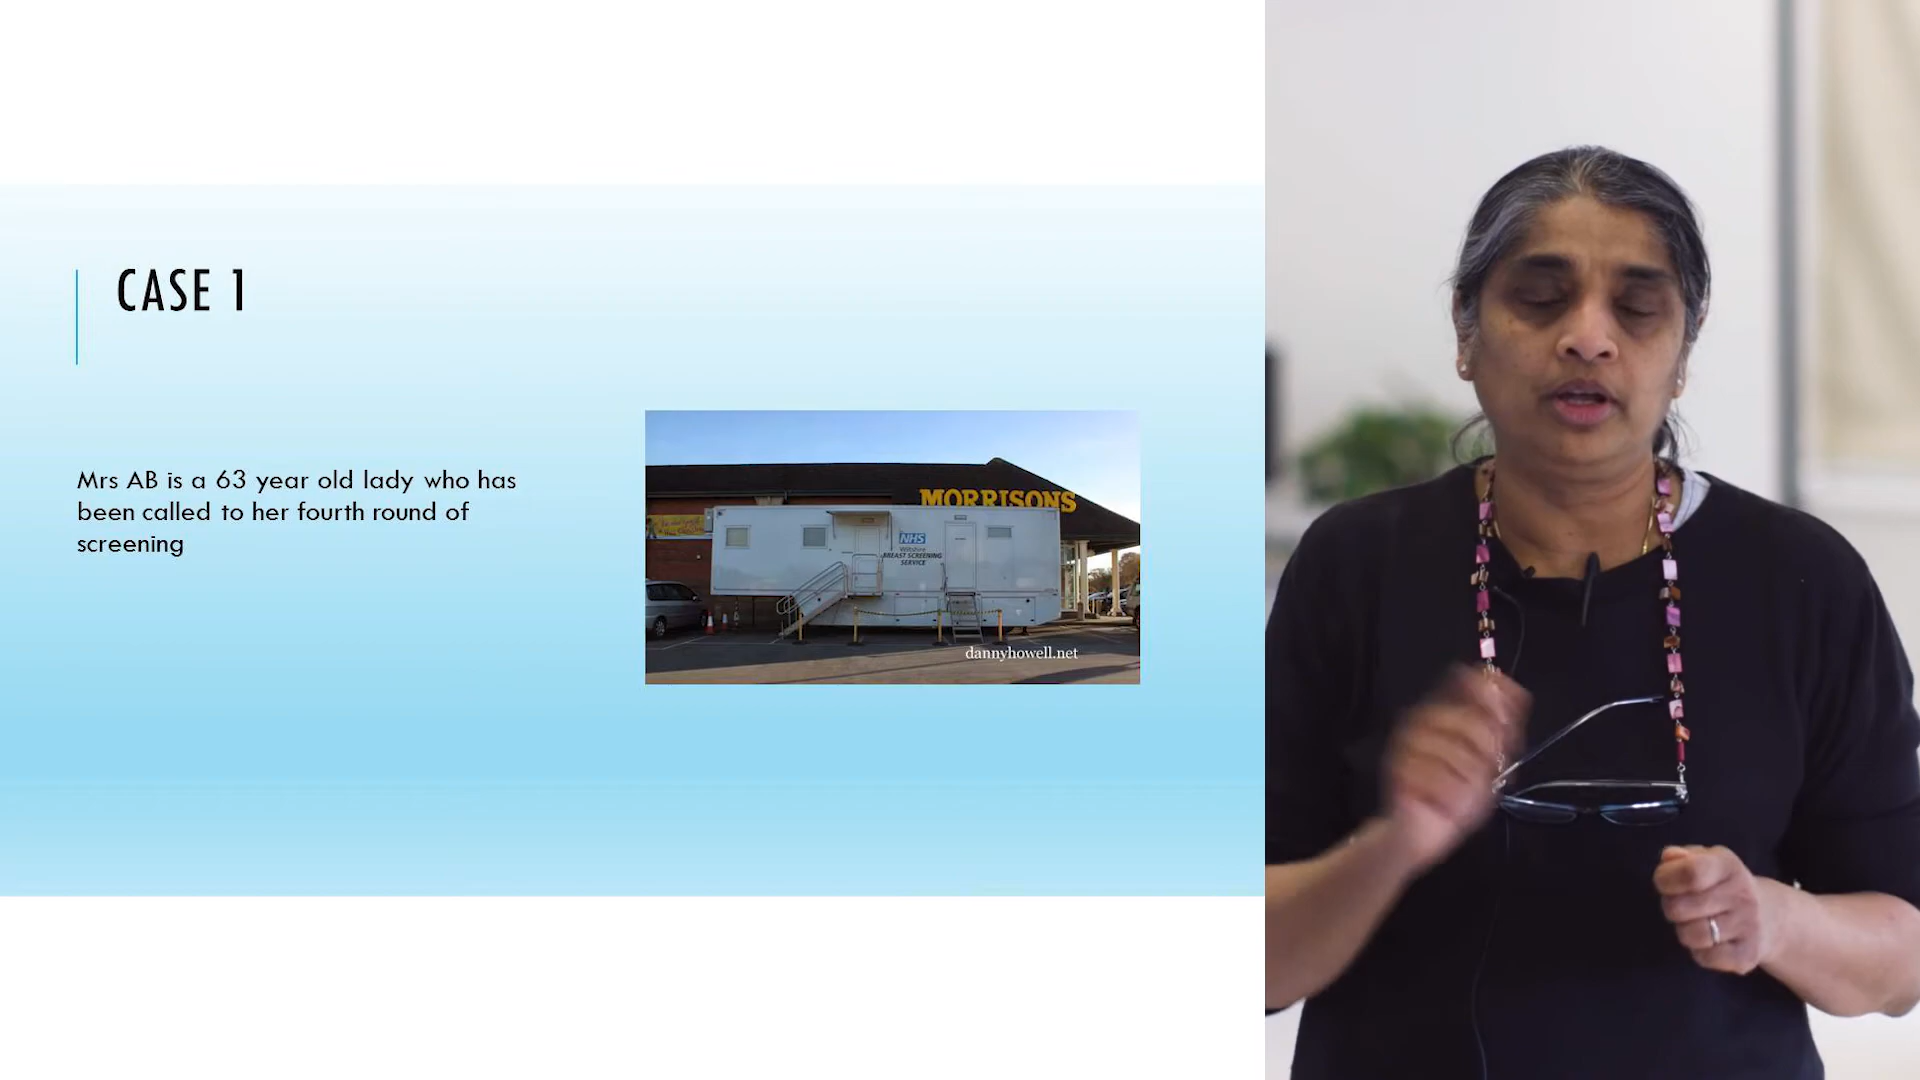 CASE 1
Mrs AB is a 63 year old lady who has
been called to her fourth round of
screening
MORRISONS
NHS
Wiltshire
BREAST SCREENING
SERVICE
dannyhowell.net